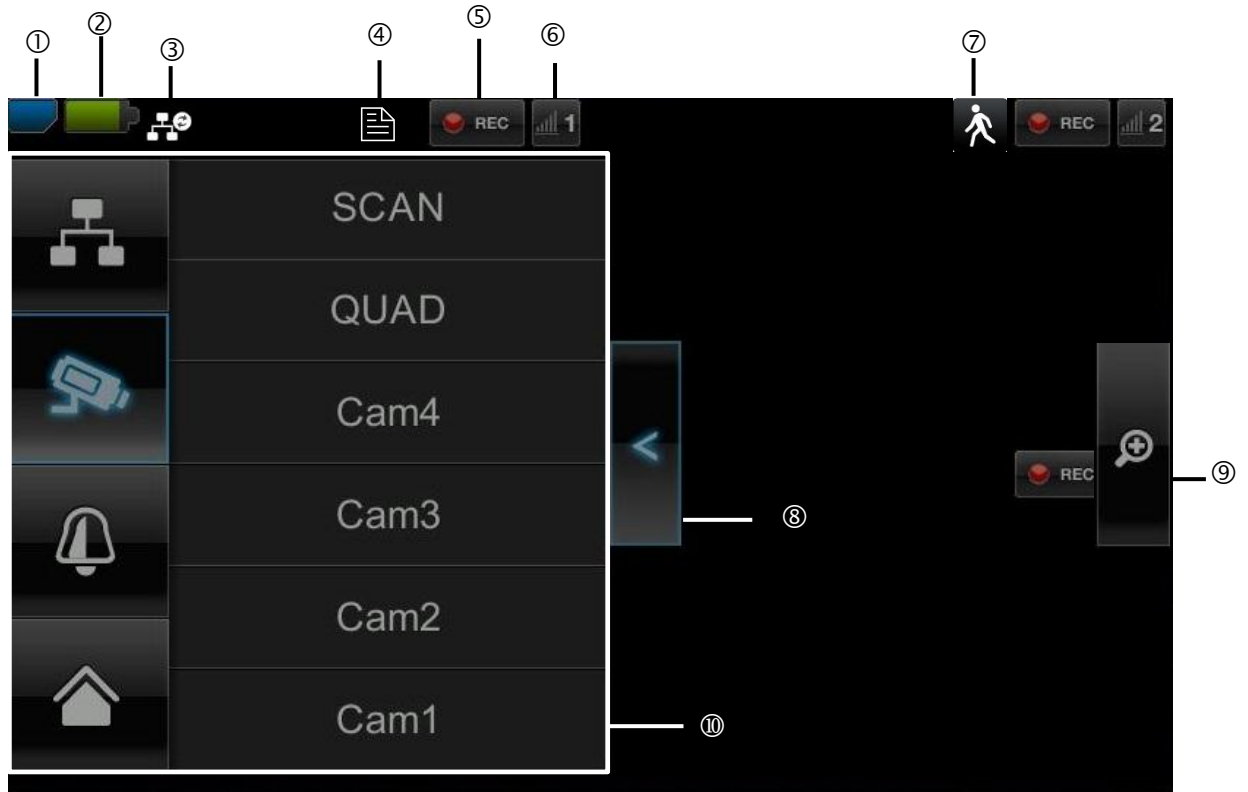 ① ② ③ ④ ⑤ ⑥ ⑦
REC 1 REC 2
SCAN
QUAD
Cam4
<
REC ⑨
Cam3
⑧
Cam2
Cam1 ⑩